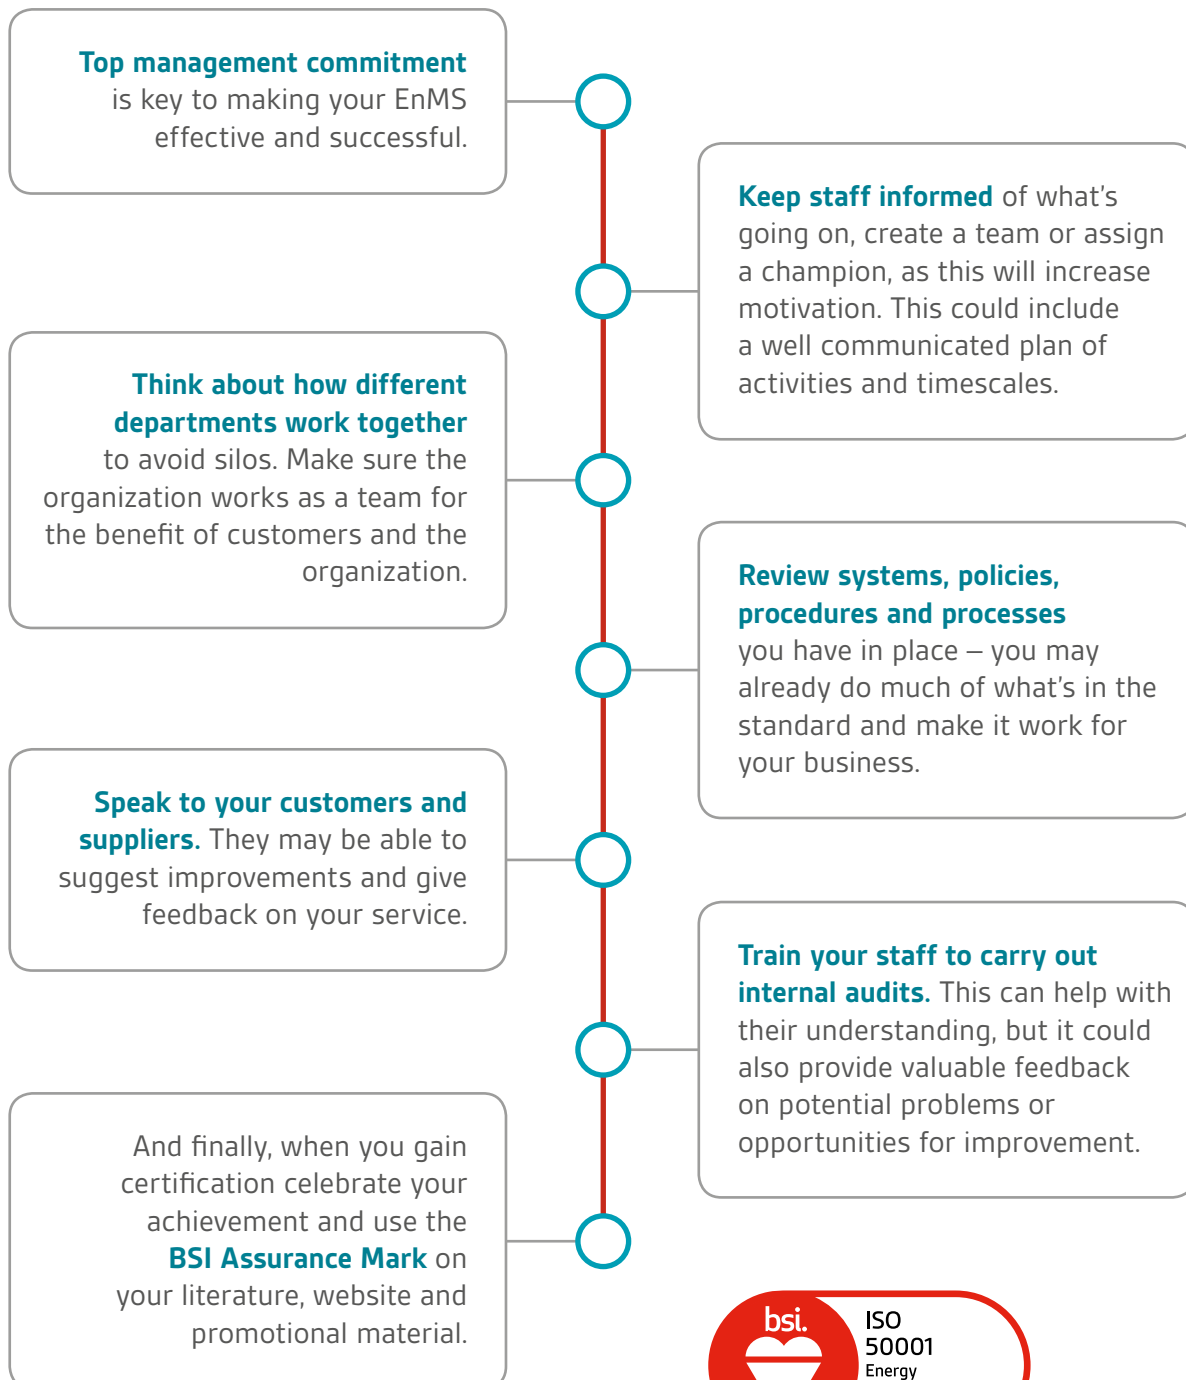 Top management commitment
is key to making your EnMS
effective and successful.
Keep staff informed of what's
going on, create a team or assign
a champion, as this will increase
motivation. This could include
a well communicated plan of
activities and timescales.
Think about how different
departments work together
to avoid silos. Make sure the
organization works as a team for
the benefit of customers and the
organization.
Review systems, policies,
procedures and processes
you have in place – you may
already do much of what's in the
standard and make it work for
your business.
Speak to your customers and
suppliers. They may be able to
suggest improvements and give
feedback on your service.
Train your staff to carry out
internal audits. This can help with
their understanding, but it could
also provide valuable feedback
on potential problems or
opportunities for improvement.
And finally, when you gain
certification celebrate your
achievement and use the
BSI Assurance Mark on
your literature, website and
promotional material.
bsi.
ISO
50001
Energy